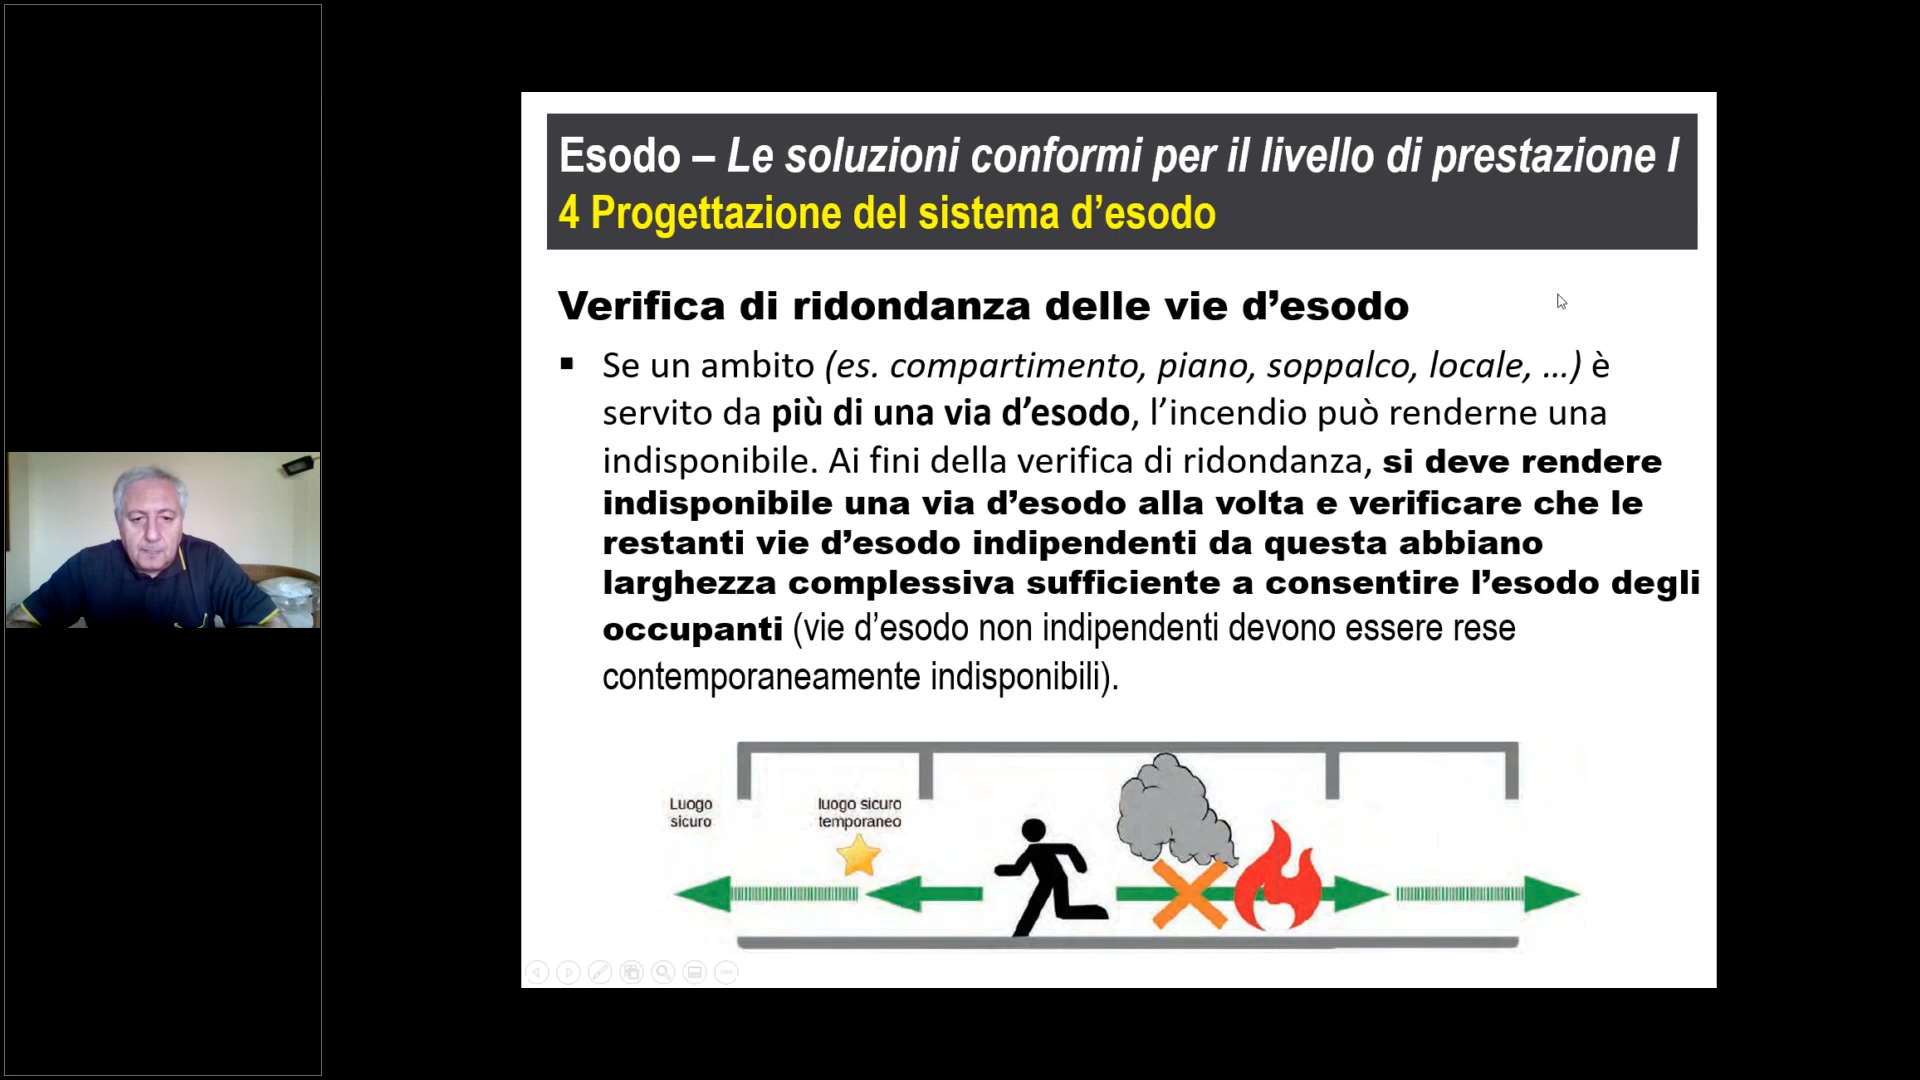 Esodo – Le soluzioni conformi per il livello di prestazione I
4 Progettazione del sistema d’esodo
Verifica di ridondanza delle vie d’esodo
▪ Se un ambito (es. compartimento, piano, soppalco, locale, ...) è
servito da più di una via d’esodo, l’incendio può renderne una
indisponibile. Ai fini della verifica di ridondanza, si deve rendere
indisponibile una via d’esodo alla volta e verificare che le
restanti vie d’esodo indipendenti da questa abbiano
larghezza complessiva sufficiente a consentire l’esodo degli
occupanti (vie d’esodo non indipendenti devono essere rese
contemporaneamente indisponibili).
Luogo
sicuro
luogo sicuro
temporaneo